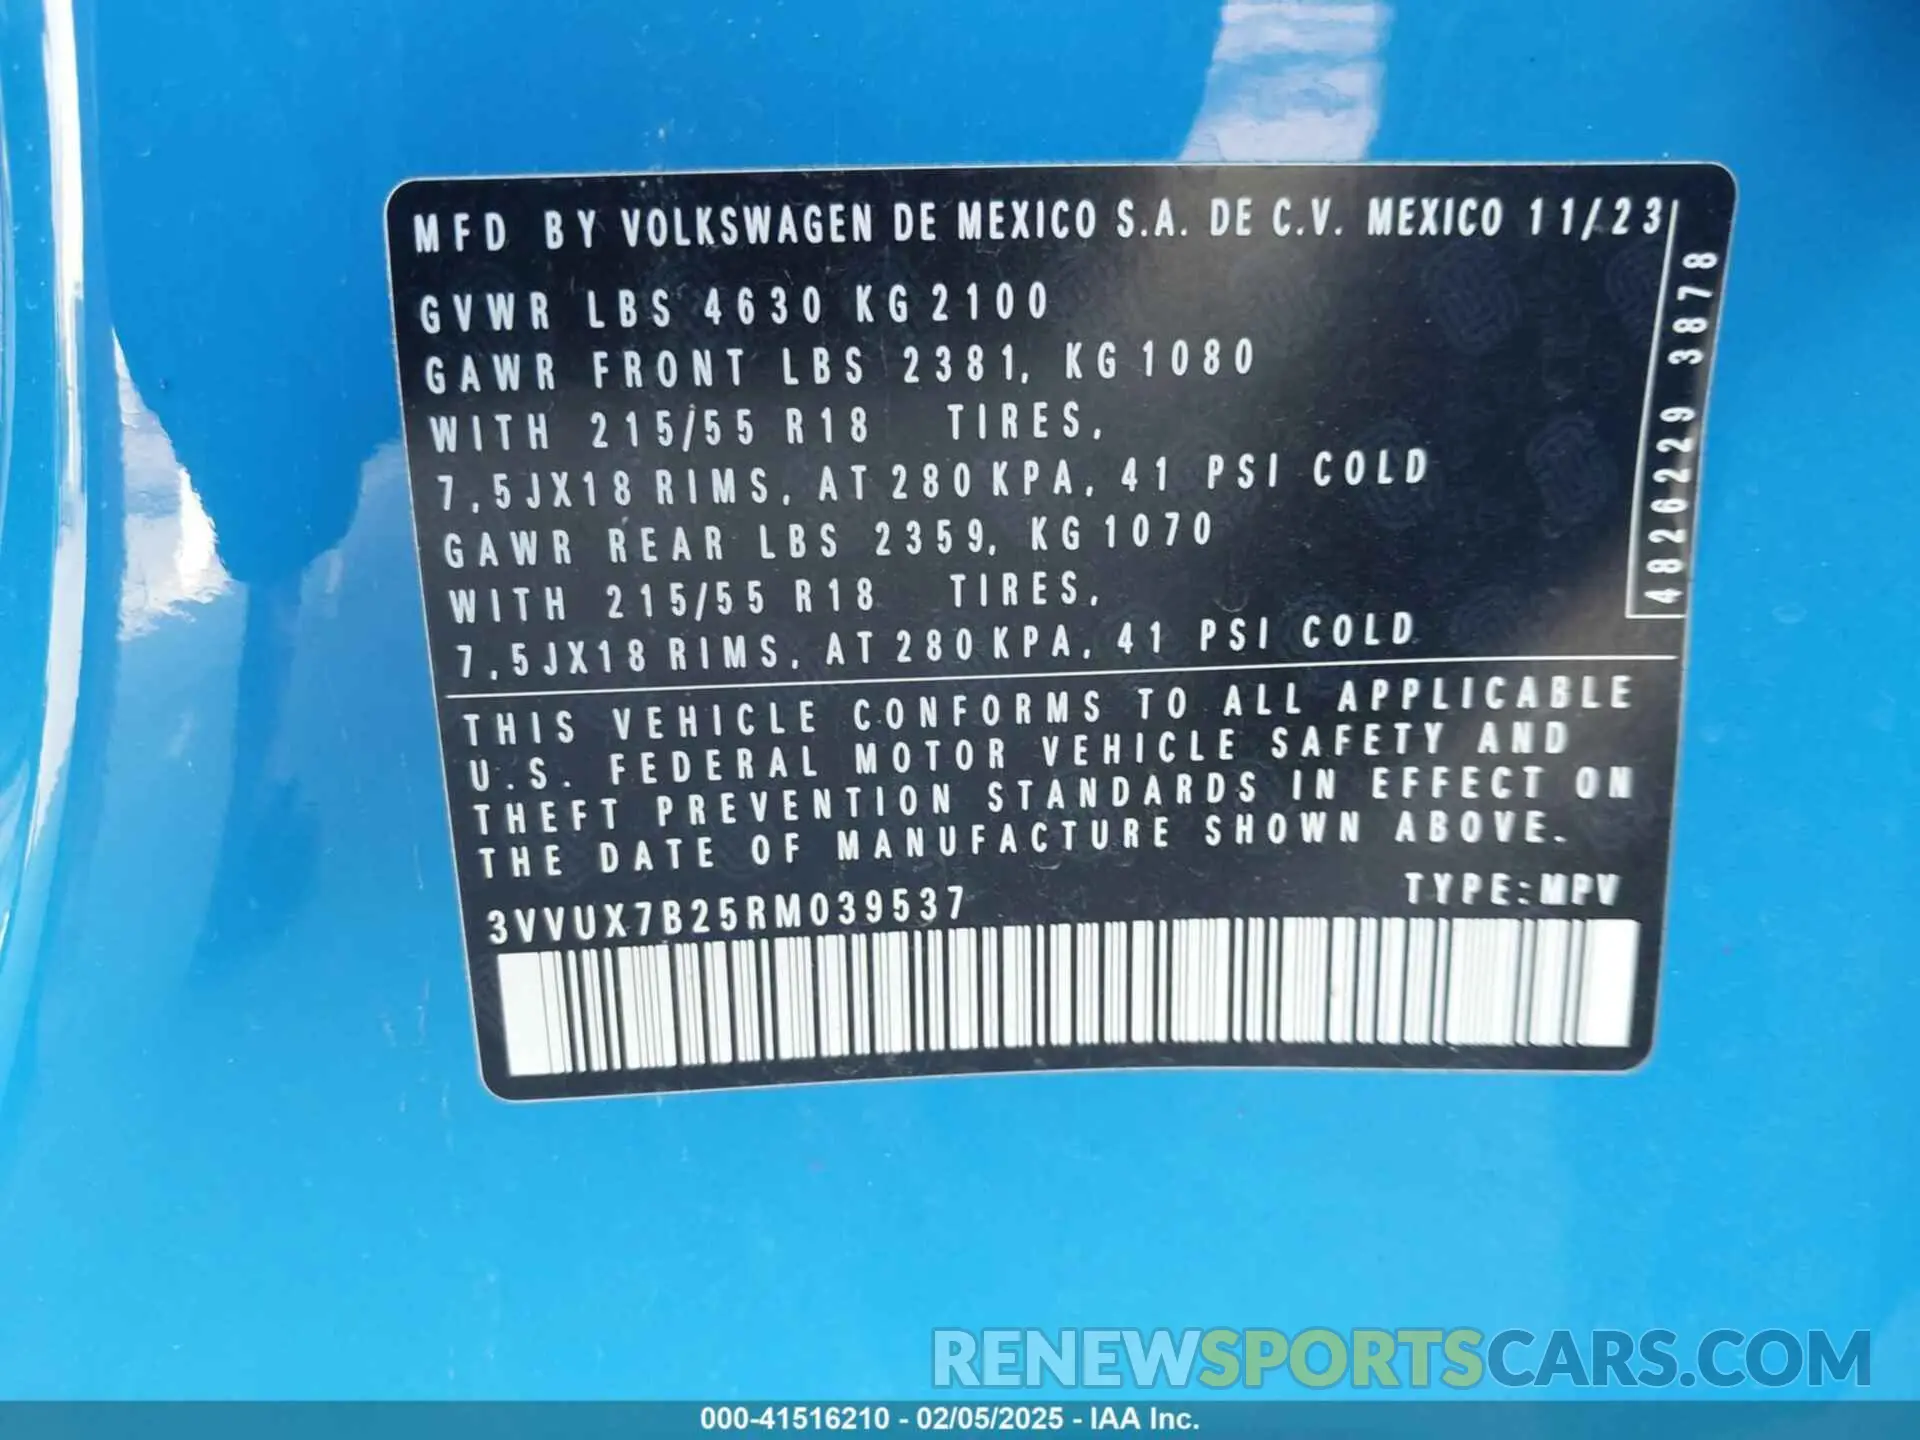 MFD BY VOLKSWAGEN DE MEXICO S.A. DE C.V. MEXICO 11/23
GVWR LBS 4630 KG 2100
GAWR FRONT LBS 2381, KG 1080
WITH 215/55 R18 TIRES,
7,5JX18 RIMS, AT 280 KPA, 41 PSI COLD
GAWR REAR LBS 2359, KG 1070
WITH 215/55 R18 TIRES,
7,5JX18 RIMS, AT 280 KPA, 41 PSI COLD
4826229 3878
THIS VEHICLE CONFORMS TO ALL APPLICABLE
U.S. FEDERAL MOTOR VEHICLE SAFETY AND
THEFT PREVENTION STANDARDS IN EFFECT ON
THE DATE OF MANUFACTURE SHOWN ABOVE.
3VVUX7B25RM039537
TYPE: MPV
RENEWSPORTSCARS.COM
000-41516210 - 02/05/2025 - IAA Inc.